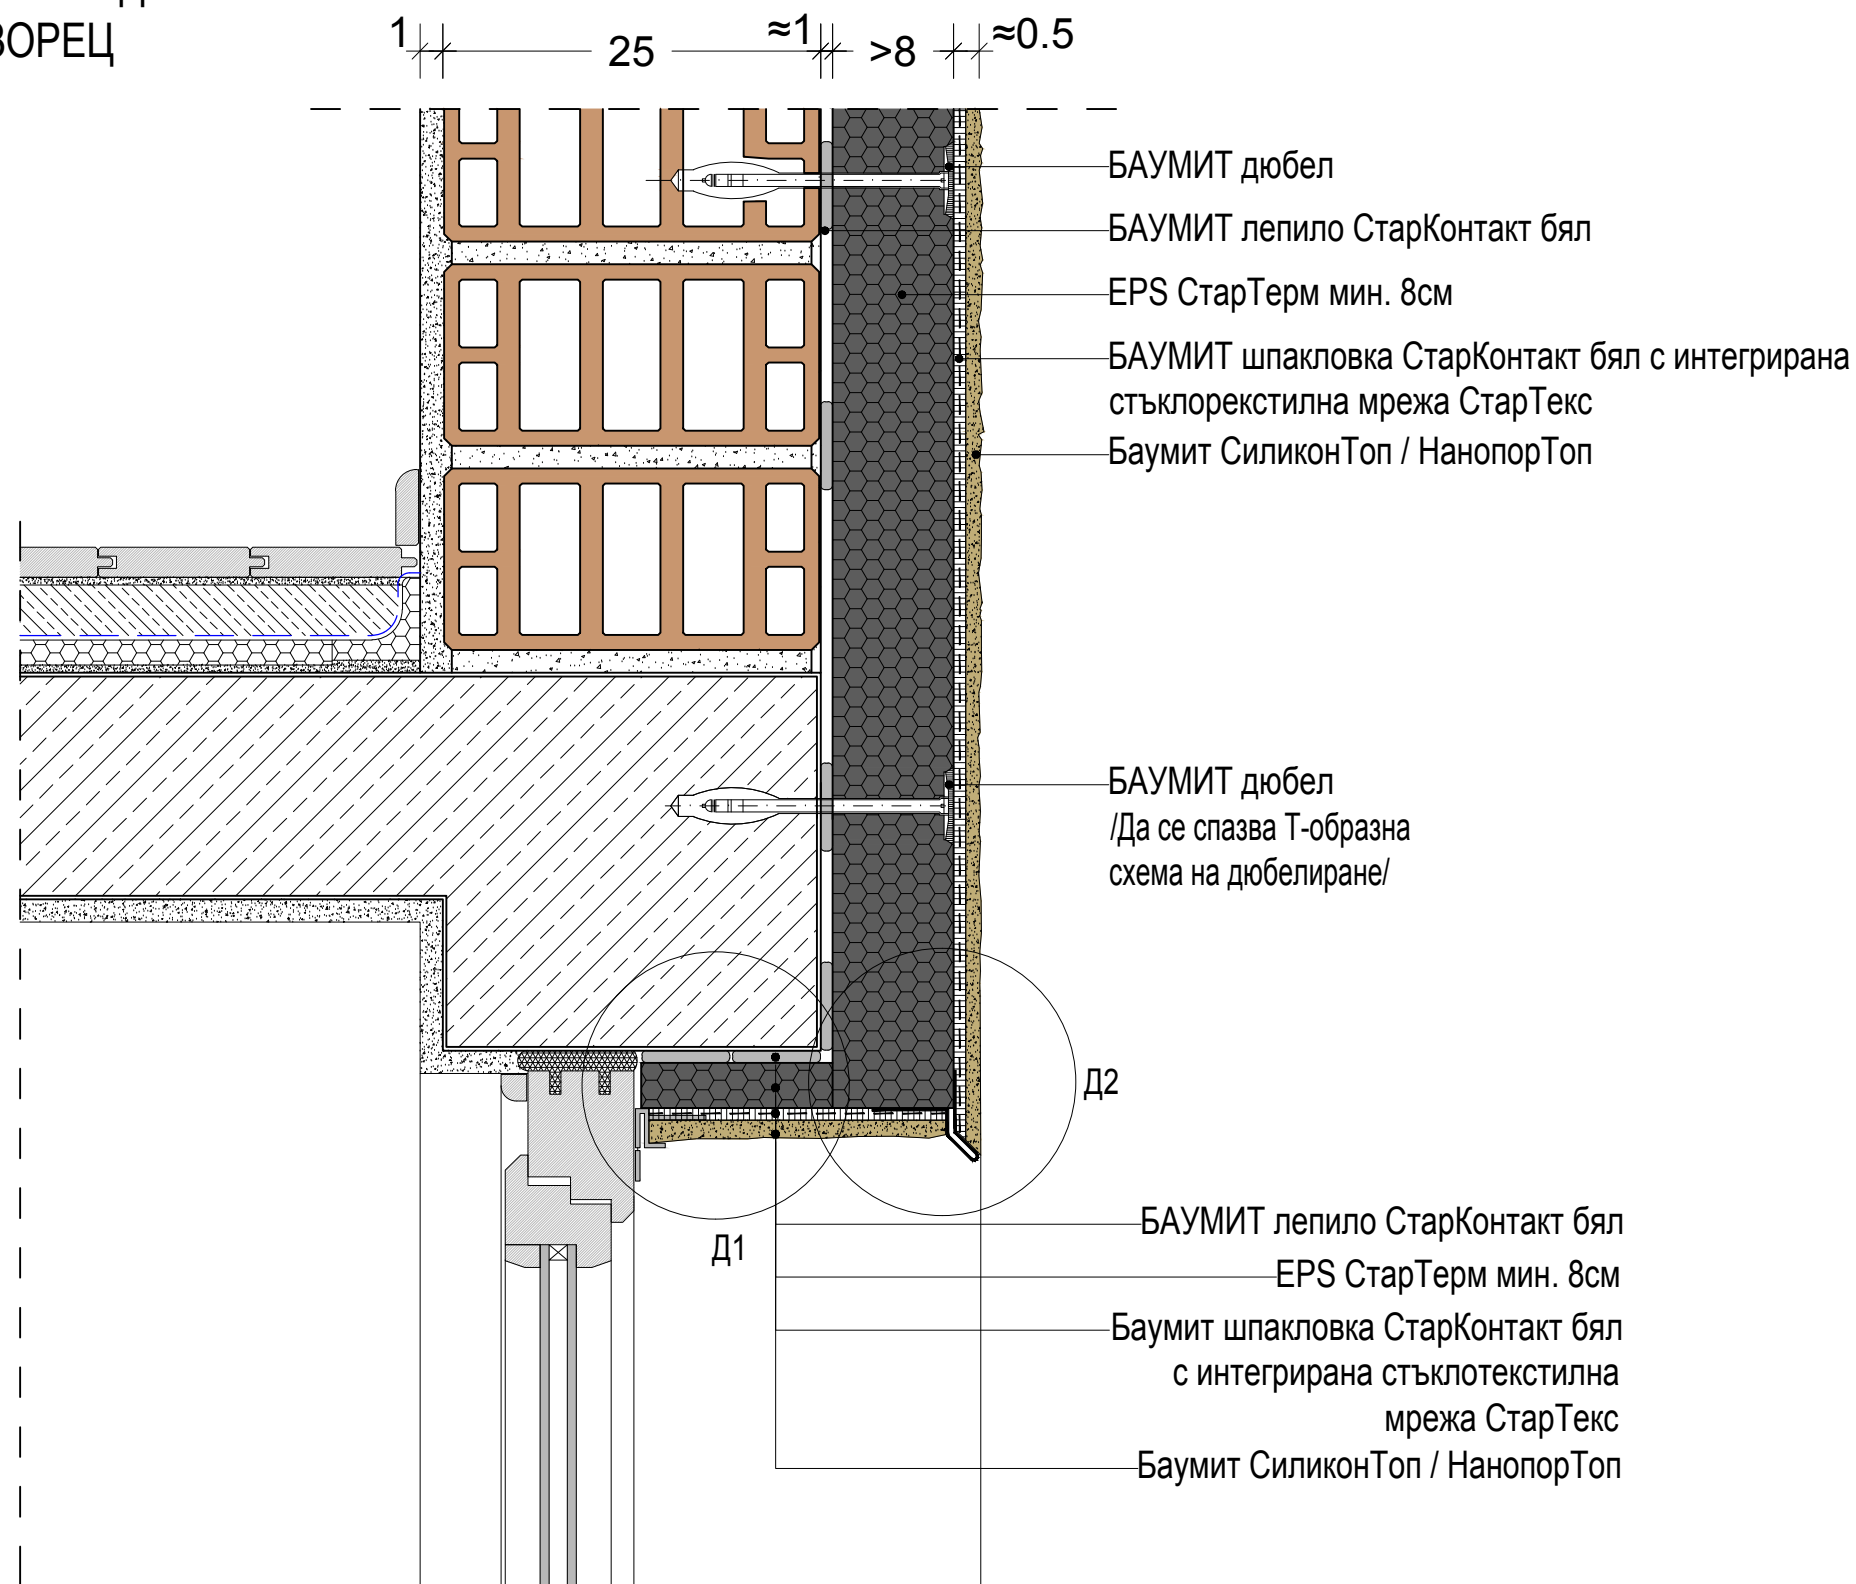 ВОРЕЦ
1
25
≈1
>8
≈0.5
БАУМИТ дюбел
БАУМИТ лепило СтарКонтакт бял
EPS СтарТерм мин. 8см
БАУМИТ шпакловка СтарКонтакт бял с интегрирана
стъклорекстилна мрежа СтарТекс
Баумит СиликонТоп / НанопорТоп
БАУМИТ дюбел
/Да се спазва Т-образна
схема на дюбелиране/
Д2
Д1
БАУМИТ лепило СтарКонтакт бял
EPS СтарТерм мин. 8см
Баумит шпакловка СтарКонтакт бял
с интегрирана стъклотекстилна
мрежа СтарТекс
Баумит СиликонТоп / НанопорТоп